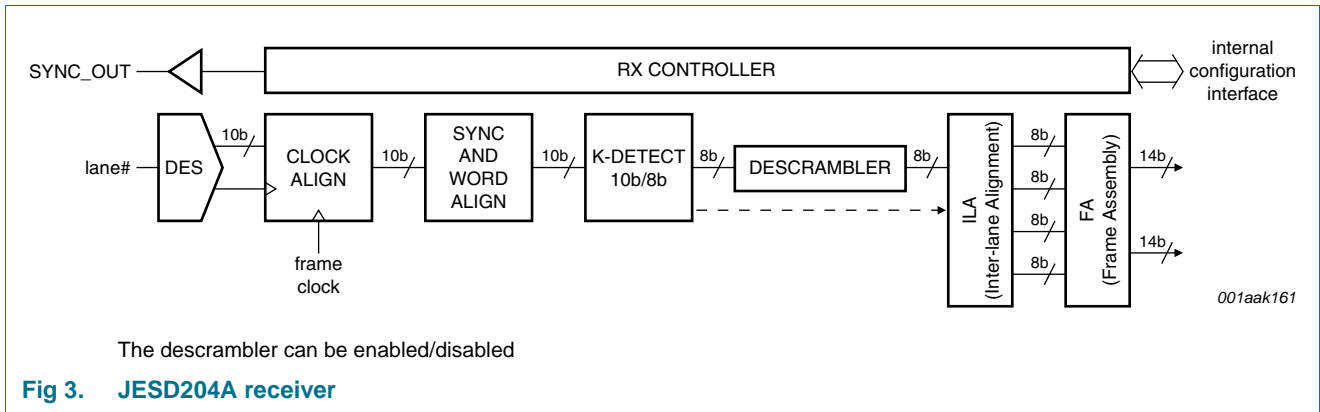 SYNC_OUT
RX CONTROLLER
internal
configuration
interface
lane#
DES
10b
CLOCK
ALIGN
frame
clock
10b
SYNC
AND
WORD
ALIGN
10b
K-DETECT
10b/8b
8b
DESCRAMBLER
8b
ILA
(Inter-lane Alignment)
8b
8b
8b
8b
FA
(Frame Assembly)
14b
14b
001aak161
The descrambler can be enabled/disabled
Fig 3. JESD204A receiver